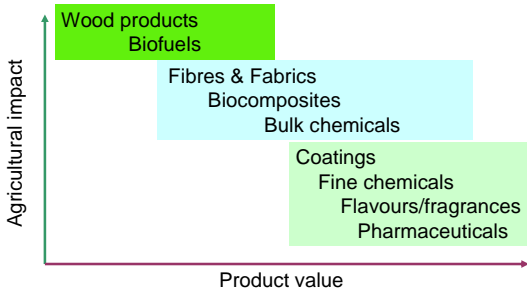 Wood products
Biofuels
Fibres & Fabrics
Biocomposites
Bulk chemicals
Coatings
Fine chemicals
Flavours/fragrances
Pharmaceuticals
Agricultural impact
Product value